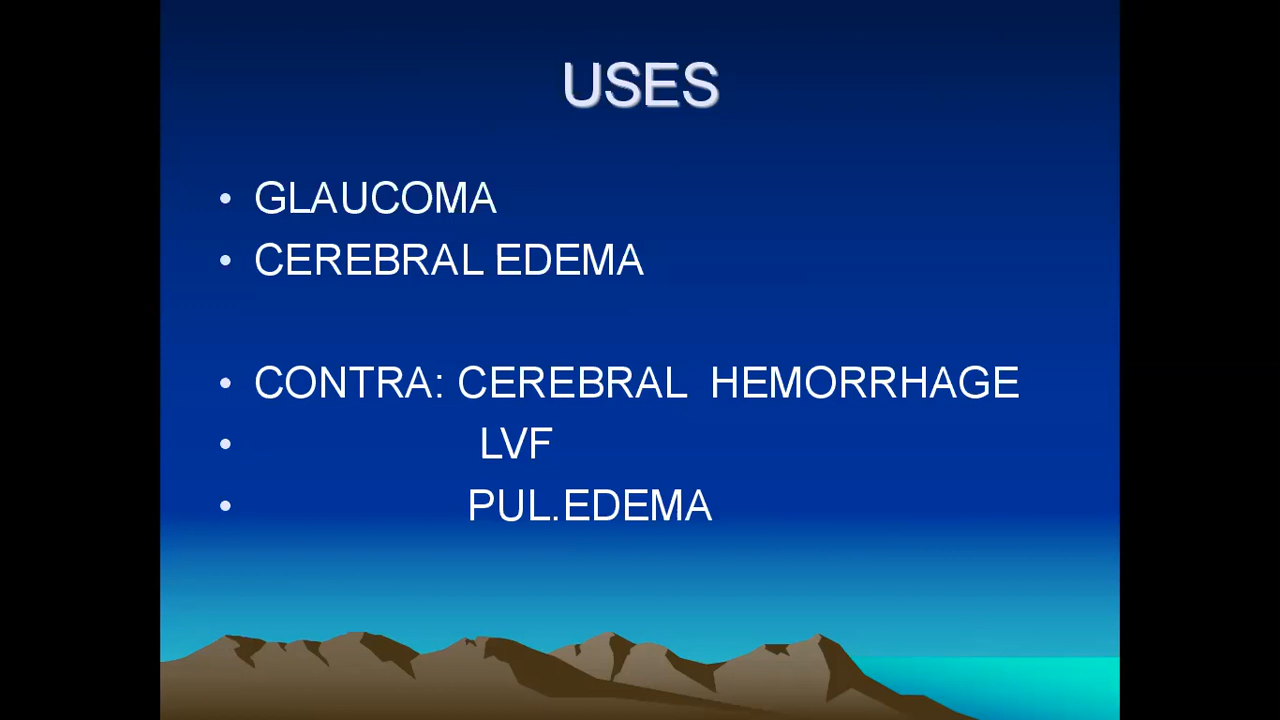 USES
• GLAUCOMA
• CEREBRAL EDEMA
• CONTRA: CEREBRAL HEMORRHAGE
• LVF
• PUL.EDEMA